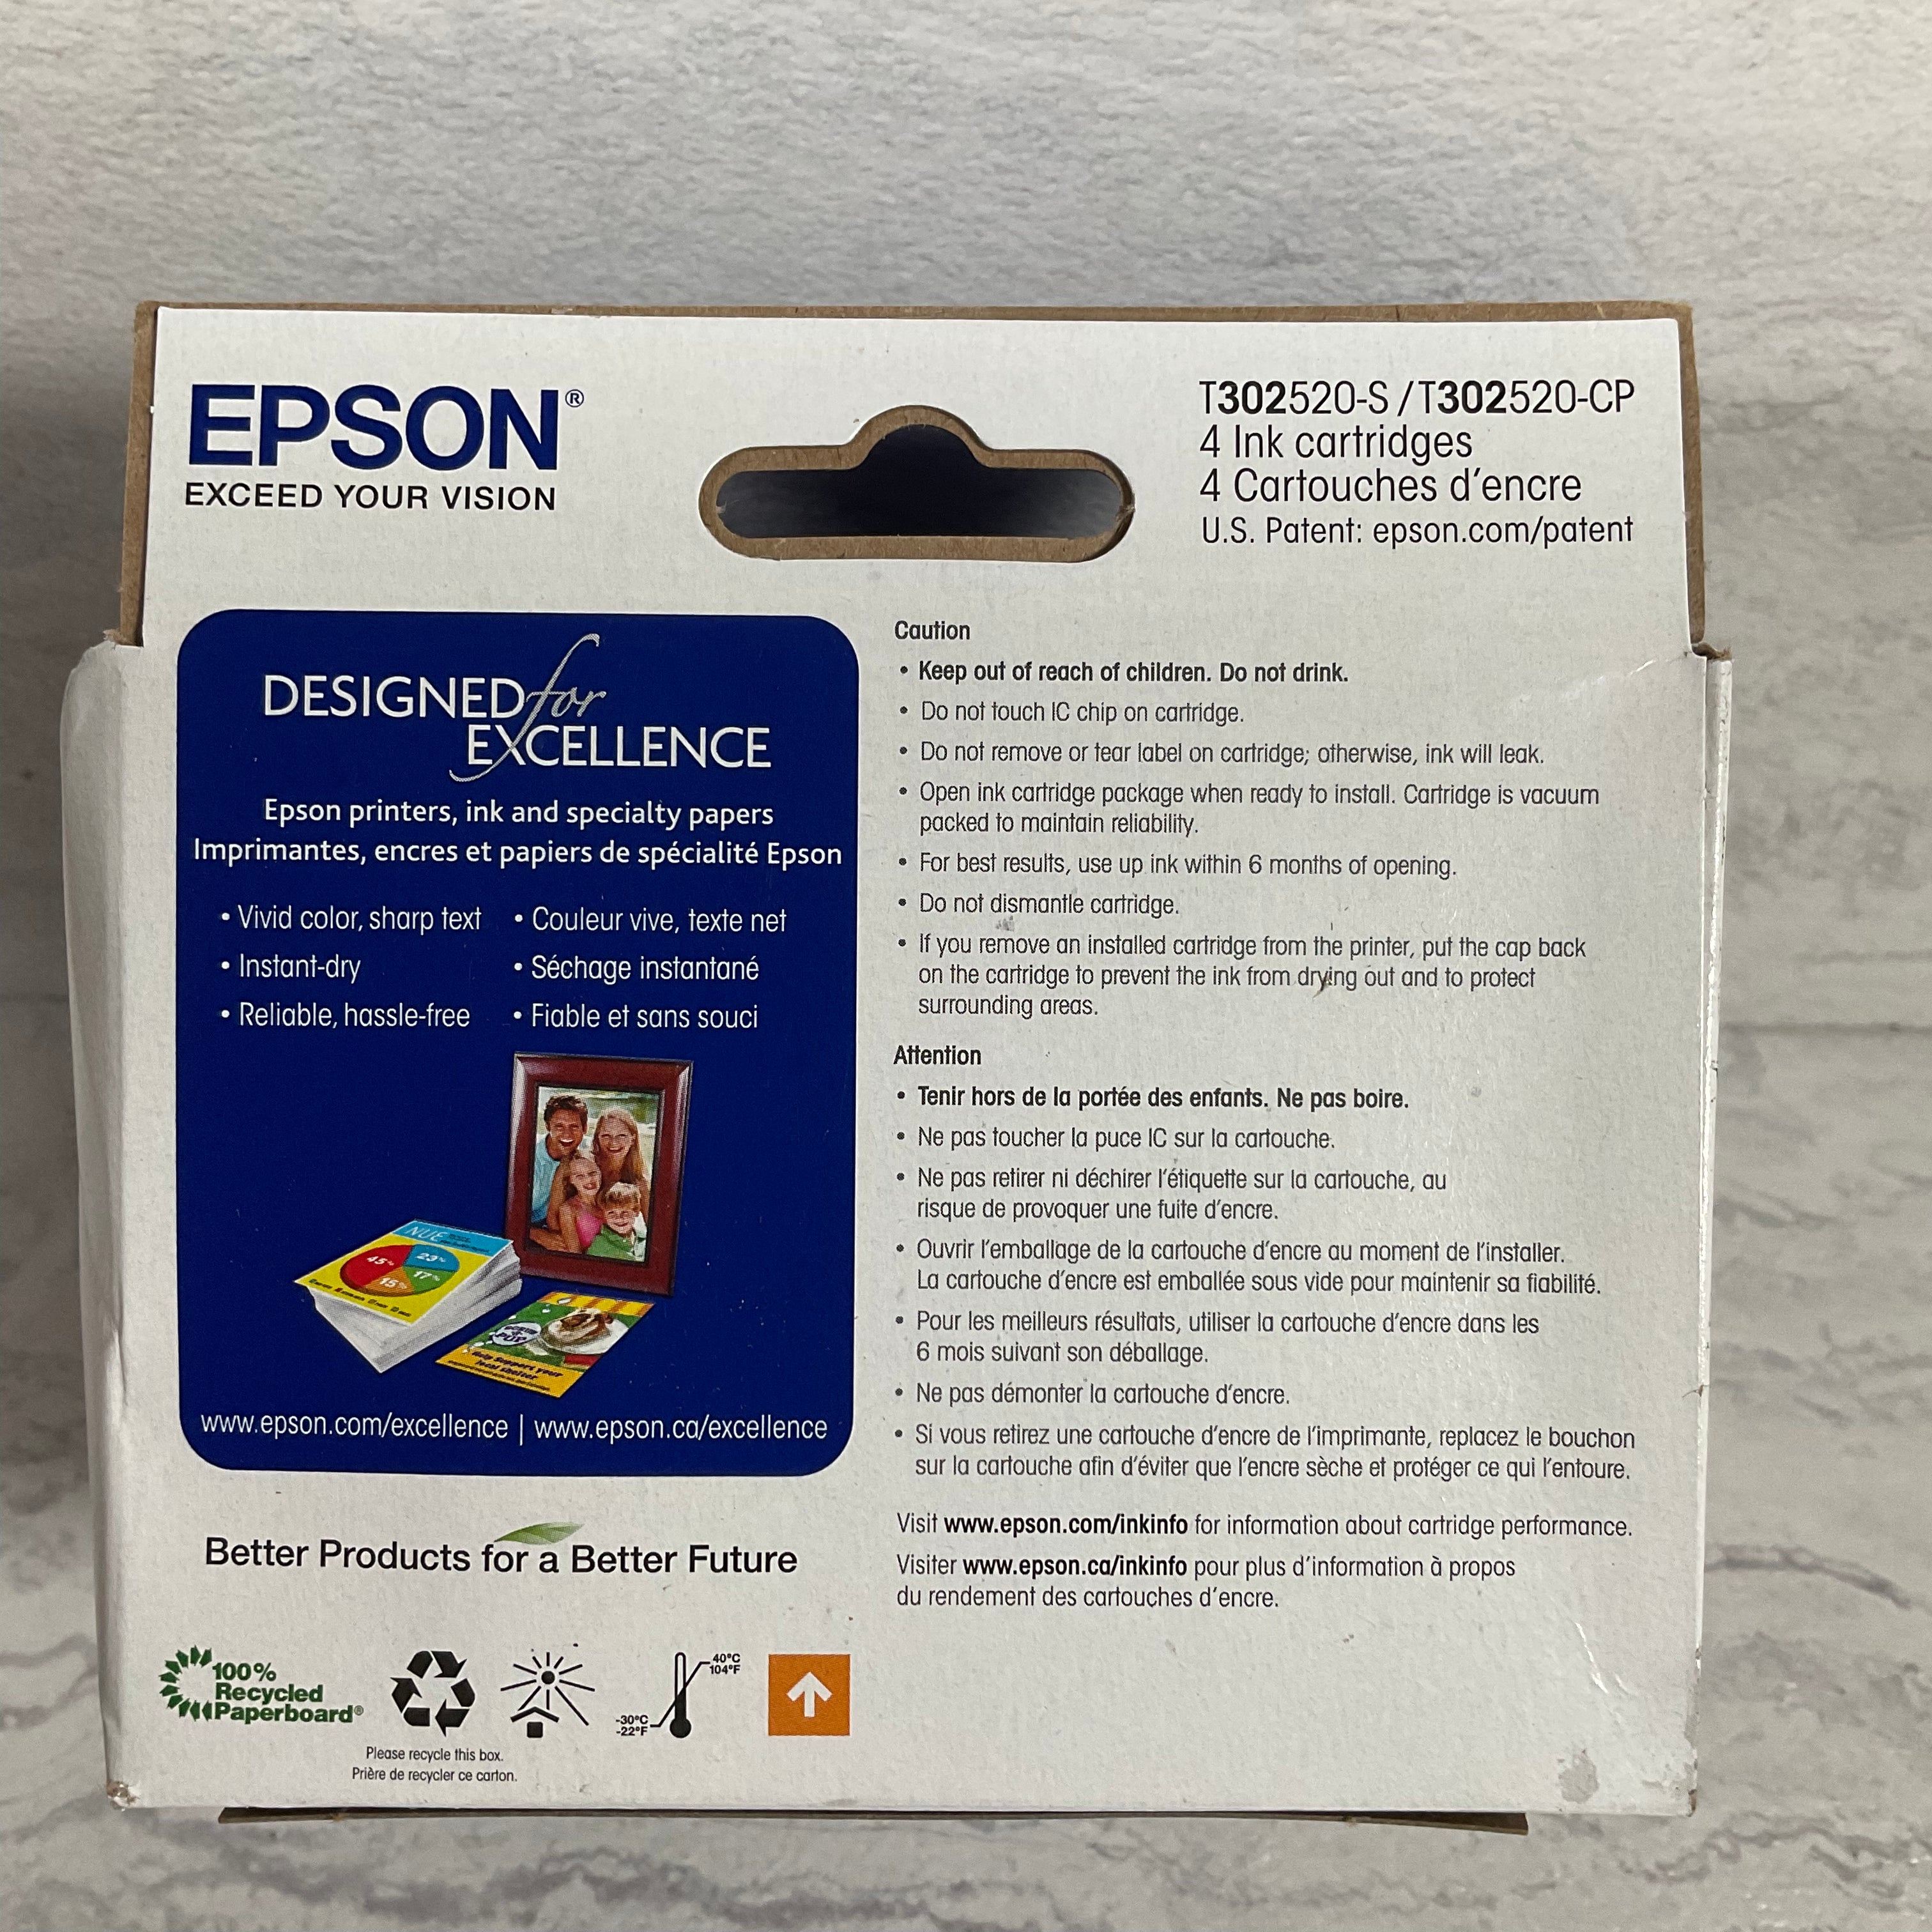 EPSON®
EXCEED YOUR VISION
T302520-S / T302520-CP
4 Ink cartridges
4 Cartouches d'encre
U.S. Patent: epson.com/patent
DESIGNED for
EXCELLENCE
Epson printers, ink and specialty papers
Imprimantes, encres et papiers de spécialité Epson
• Vivid color, sharp text
• Instant-dry
• Reliable, hassle-free
• Couleur vive, texte net
• Séchage instantané
• Fiable et sans souci
NUE
45%
23%
17%
15%
Help Support your
local shelter
www.epson.com/excellence | www.epson.ca/excellence
Better Products for a Better Future
100%
Recycled
Paperboard®
Please recycle this box.
Prière de recycler ce carton.
-30°C
-22°F
40°C
104°F
Caution
• Keep out of reach of children. Do not drink.
• Do not touch IC chip on cartridge.
• Do not remove or tear label on cartridge; otherwise, ink will leak.
• Open ink cartridge package when ready to install. Cartridge is vacuum
packed to maintain reliability.
• For best results, use up ink within 6 months of opening.
• Do not dismantle cartridge.
• If you remove an installed cartridge from the printer, put the cap back
on the cartridge to prevent the ink from drying out and to protect
surrounding areas.
Attention
• Tenir hors de la portée des enfants. Ne pas boire.
• Ne pas toucher la puce IC sur la cartouche.
• Ne pas retirer ni déchirer l'étiquette sur la cartouche, au
risque de provoquer une fuite d'encre.
• Ouvrir l'emballage de la cartouche d'encre au moment de l'installer.
La cartouche d'encre est emballée sous vide pour maintenir sa fiabilité.
• Pour les meilleurs résultats, utiliser la cartouche d'encre dans les
6 mois suivant son déballage.
• Ne pas démonter la cartouche d'encre.
• Si vous retirez une cartouche d'encre de l'imprimante, replacez le bouchon
sur la cartouche afin d'éviter que l'encre sèche et protéger ce qui l'entoure.
Visit www.epson.com/inkinfo for information about cartridge performance.
Visiter www.epson.ca/inkinfo pour plus d'information à propos
du rendement des cartouches d'encre.